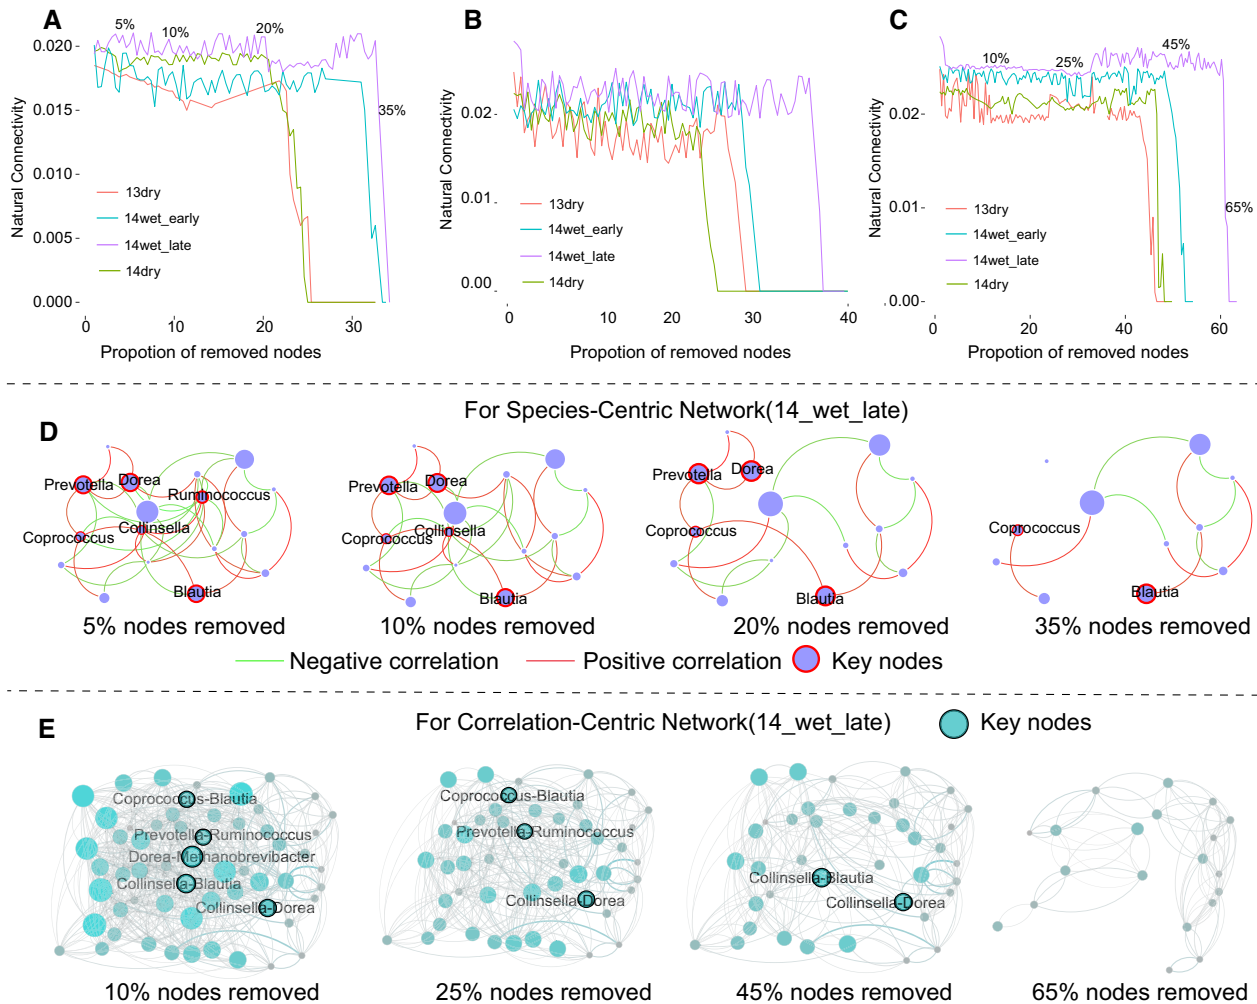 A
5%
10%
20%
35%
0.020
0.015
0.010
0.005
0.000
Natural Connectivity
13dry
14wet_early
14wet_late
14dry
0
10
20
30
Propotion of removed nodes
B
0.02
0.01
0.00
Natural Connectivity
13dry
14wet_early
14wet_late
14dry
0
10
20
30
40
Propotion of removed nodes
C
10%
25%
45%
65%
0.02
0.01
0.00
Natural Connectivity
13dry
14wet_early
14wet_late
14dry
0
20
40
60
Propotion of removed nodes
For Species-Centric Network(14_wet_late)
D
Prevotella
Dorea
Ruminococcus
Collinsella
Coprococcus
Blautia
5% nodes removed
Prevotella
Dorea
Collinsella
Coprococcus
Blautia
10% nodes removed
Prevotella
Dorea
Coprococcus
Blautia
20% nodes removed
Coprococcus
Blautia
35% nodes removed
Negative correlation
Positive correlation
Key nodes
E
For Correlation-Centric Network(14_wet_late)
Key nodes
Coprococcus-Blautia
Prevotella-Ruminococcus
Dorea-Methanobrevibacter
Collinsella-Blautia
Collinsella-Dorea
10% nodes removed
Coprococcus-Blautia
Prevotella-Ruminococcus
Collinsella-Dorea
25% nodes removed
Collinsella-Blautia
Collinsella-Dorea
45% nodes removed
65% nodes removed